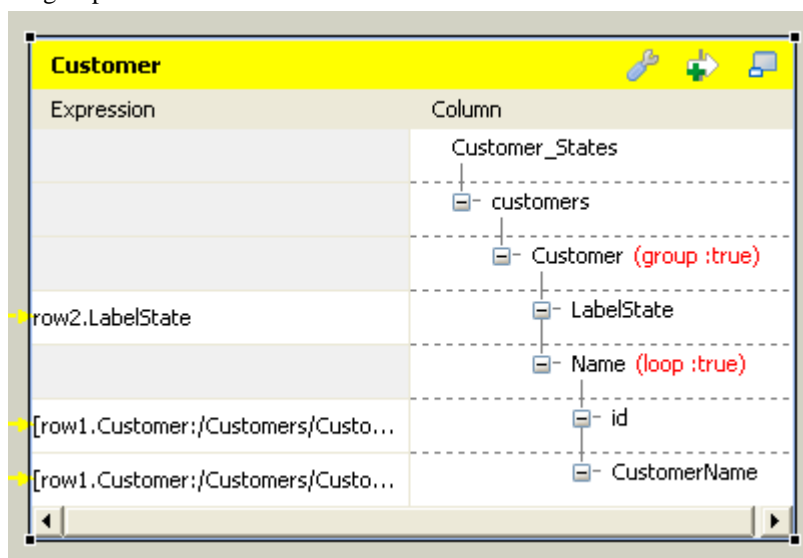 Customer
Expression Column
Customer_States
customers
Customer (group :true)
row2.LabelState LabelState
Name (loop :true)
[row1.Customer:/Customers/Custo... id
[row1.Customer:/Customers/Custo... CustomerName